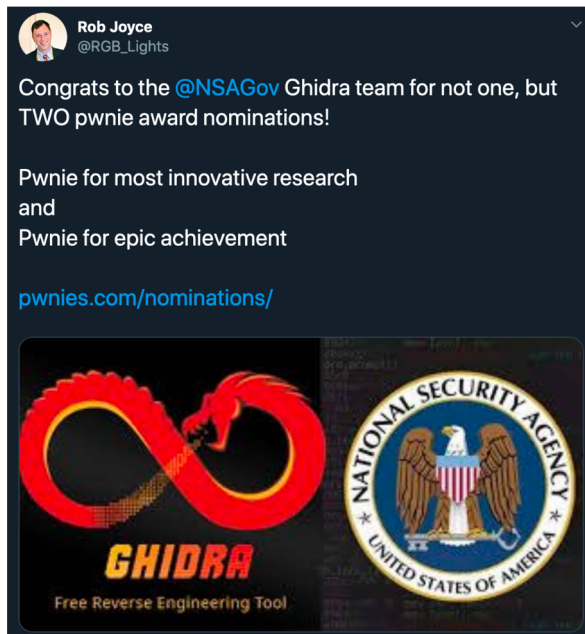 Rob Joyce
@RGB_Lights
Congrats to the @NSAGov Ghidra team for not one, but
TWO pwnie award nominations!
Pwnie for most innovative research
and
Pwnie for epic achievement
pwnies.com/nominations/
GHIDRA
Free Reverse Engineering Tool
NATIONAL SECURITY AGENCY
UNITED STATES OF AMERICA